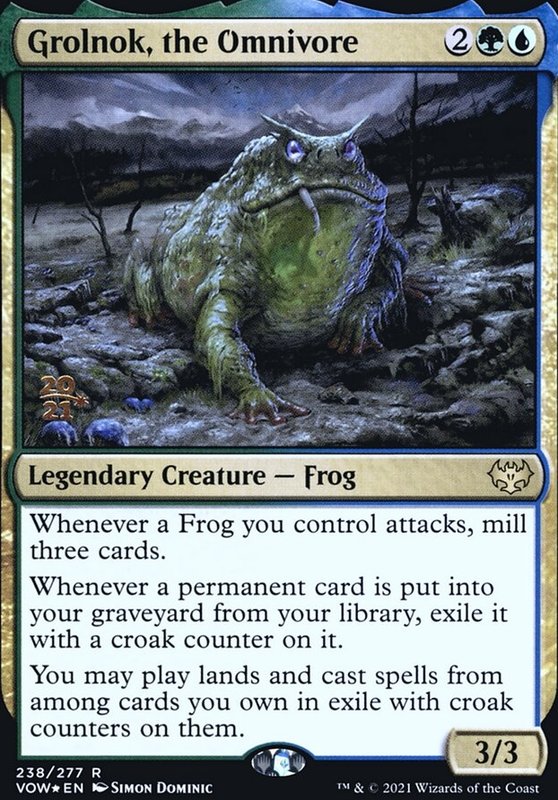 Grolnok, the Omnivore 2
20
21
Legendary Creature — Frog
Whenever a Frog you control attacks, mill
three cards.
Whenever a permanent card is put into
your graveyard from your library, exile it
with a croak counter on it.
You may play lands and cast spells from
among cards you own in exile with croak
counters on them.
3/3
238/277 R
VOW★EN Simon Dominic
™ & © 2021 Wizards of the Coast